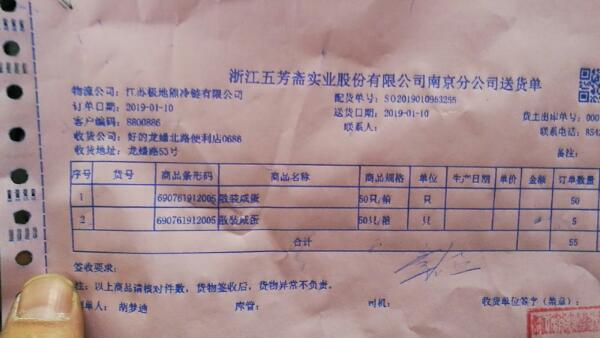 浙江五芳斋实业股份有限公司南京分公司送货单
物流公司：江苏极地熊冷链有限公司 配货单号：SO2019010953255
订单日期：2019-01-10 送货日期：2019-01-10 货主出库单号：000
客户编码：8800886 联系人： 联系电话：854
收货公司：好的龙蟠北路便利店0686
收货地址：龙蟠路53号 备注：
序号 货号 商品条形码 商品名称 商品规格 单位 生产日期 单价 金额 订单数量
1 690761912005 散装咸蛋 50只/箱 只 50
2 690761912005 散装咸蛋 50只/箱 只 5
合计 55
签收要求：
注：以上商品请核对件数，货物签收后，货物异常不负责。
单人：胡梦迪 库管： 司机： 收货单位签字（盖章）：